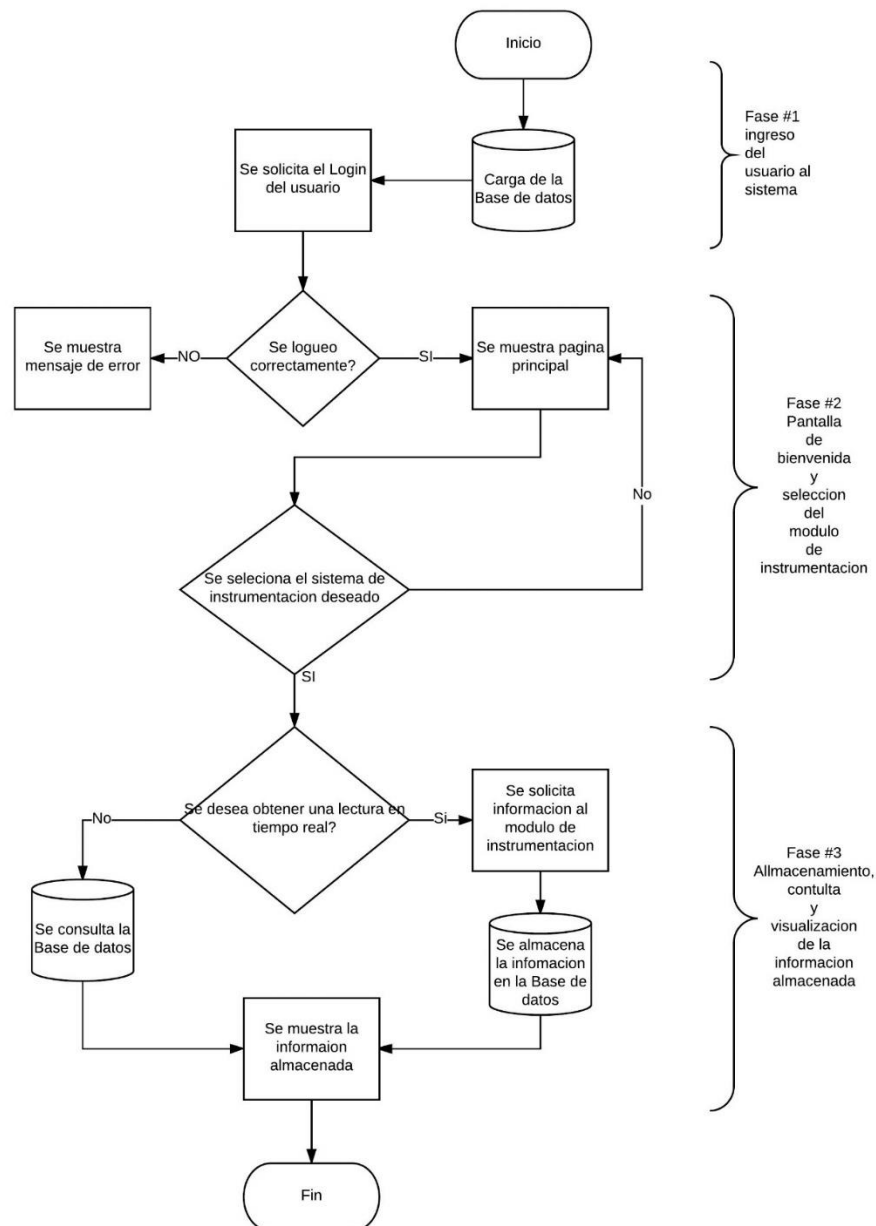 Inicio
Fase #1
ingreso
del
usuario al
sistema
Se solicita el Login
del usuario
Carga de la
Base de datos
Se muestra
mensaje de error
NO
Se logueo
correctamente?
SI
Se muestra pagina
principal
Fase #2
Pantalla
de
bienvenida
y
seleccion
del
modulo
de
instrumentacion
No
Se seleciona el sistema de
instrumentacion deseado
SI
Se desea obtener una lectura en
tiempo real?
No
Si
Se solicita
informacion al
modulo de
instrumentacion
Fase #3
Allmacenamiento,
contulta
y
visualizacion
de la
informacion
almacenada
Se consulta la
Base de datos
Se almacena
la infomacion
en la Base de
datos
Se muestra la
informaion
almacenada
Fin